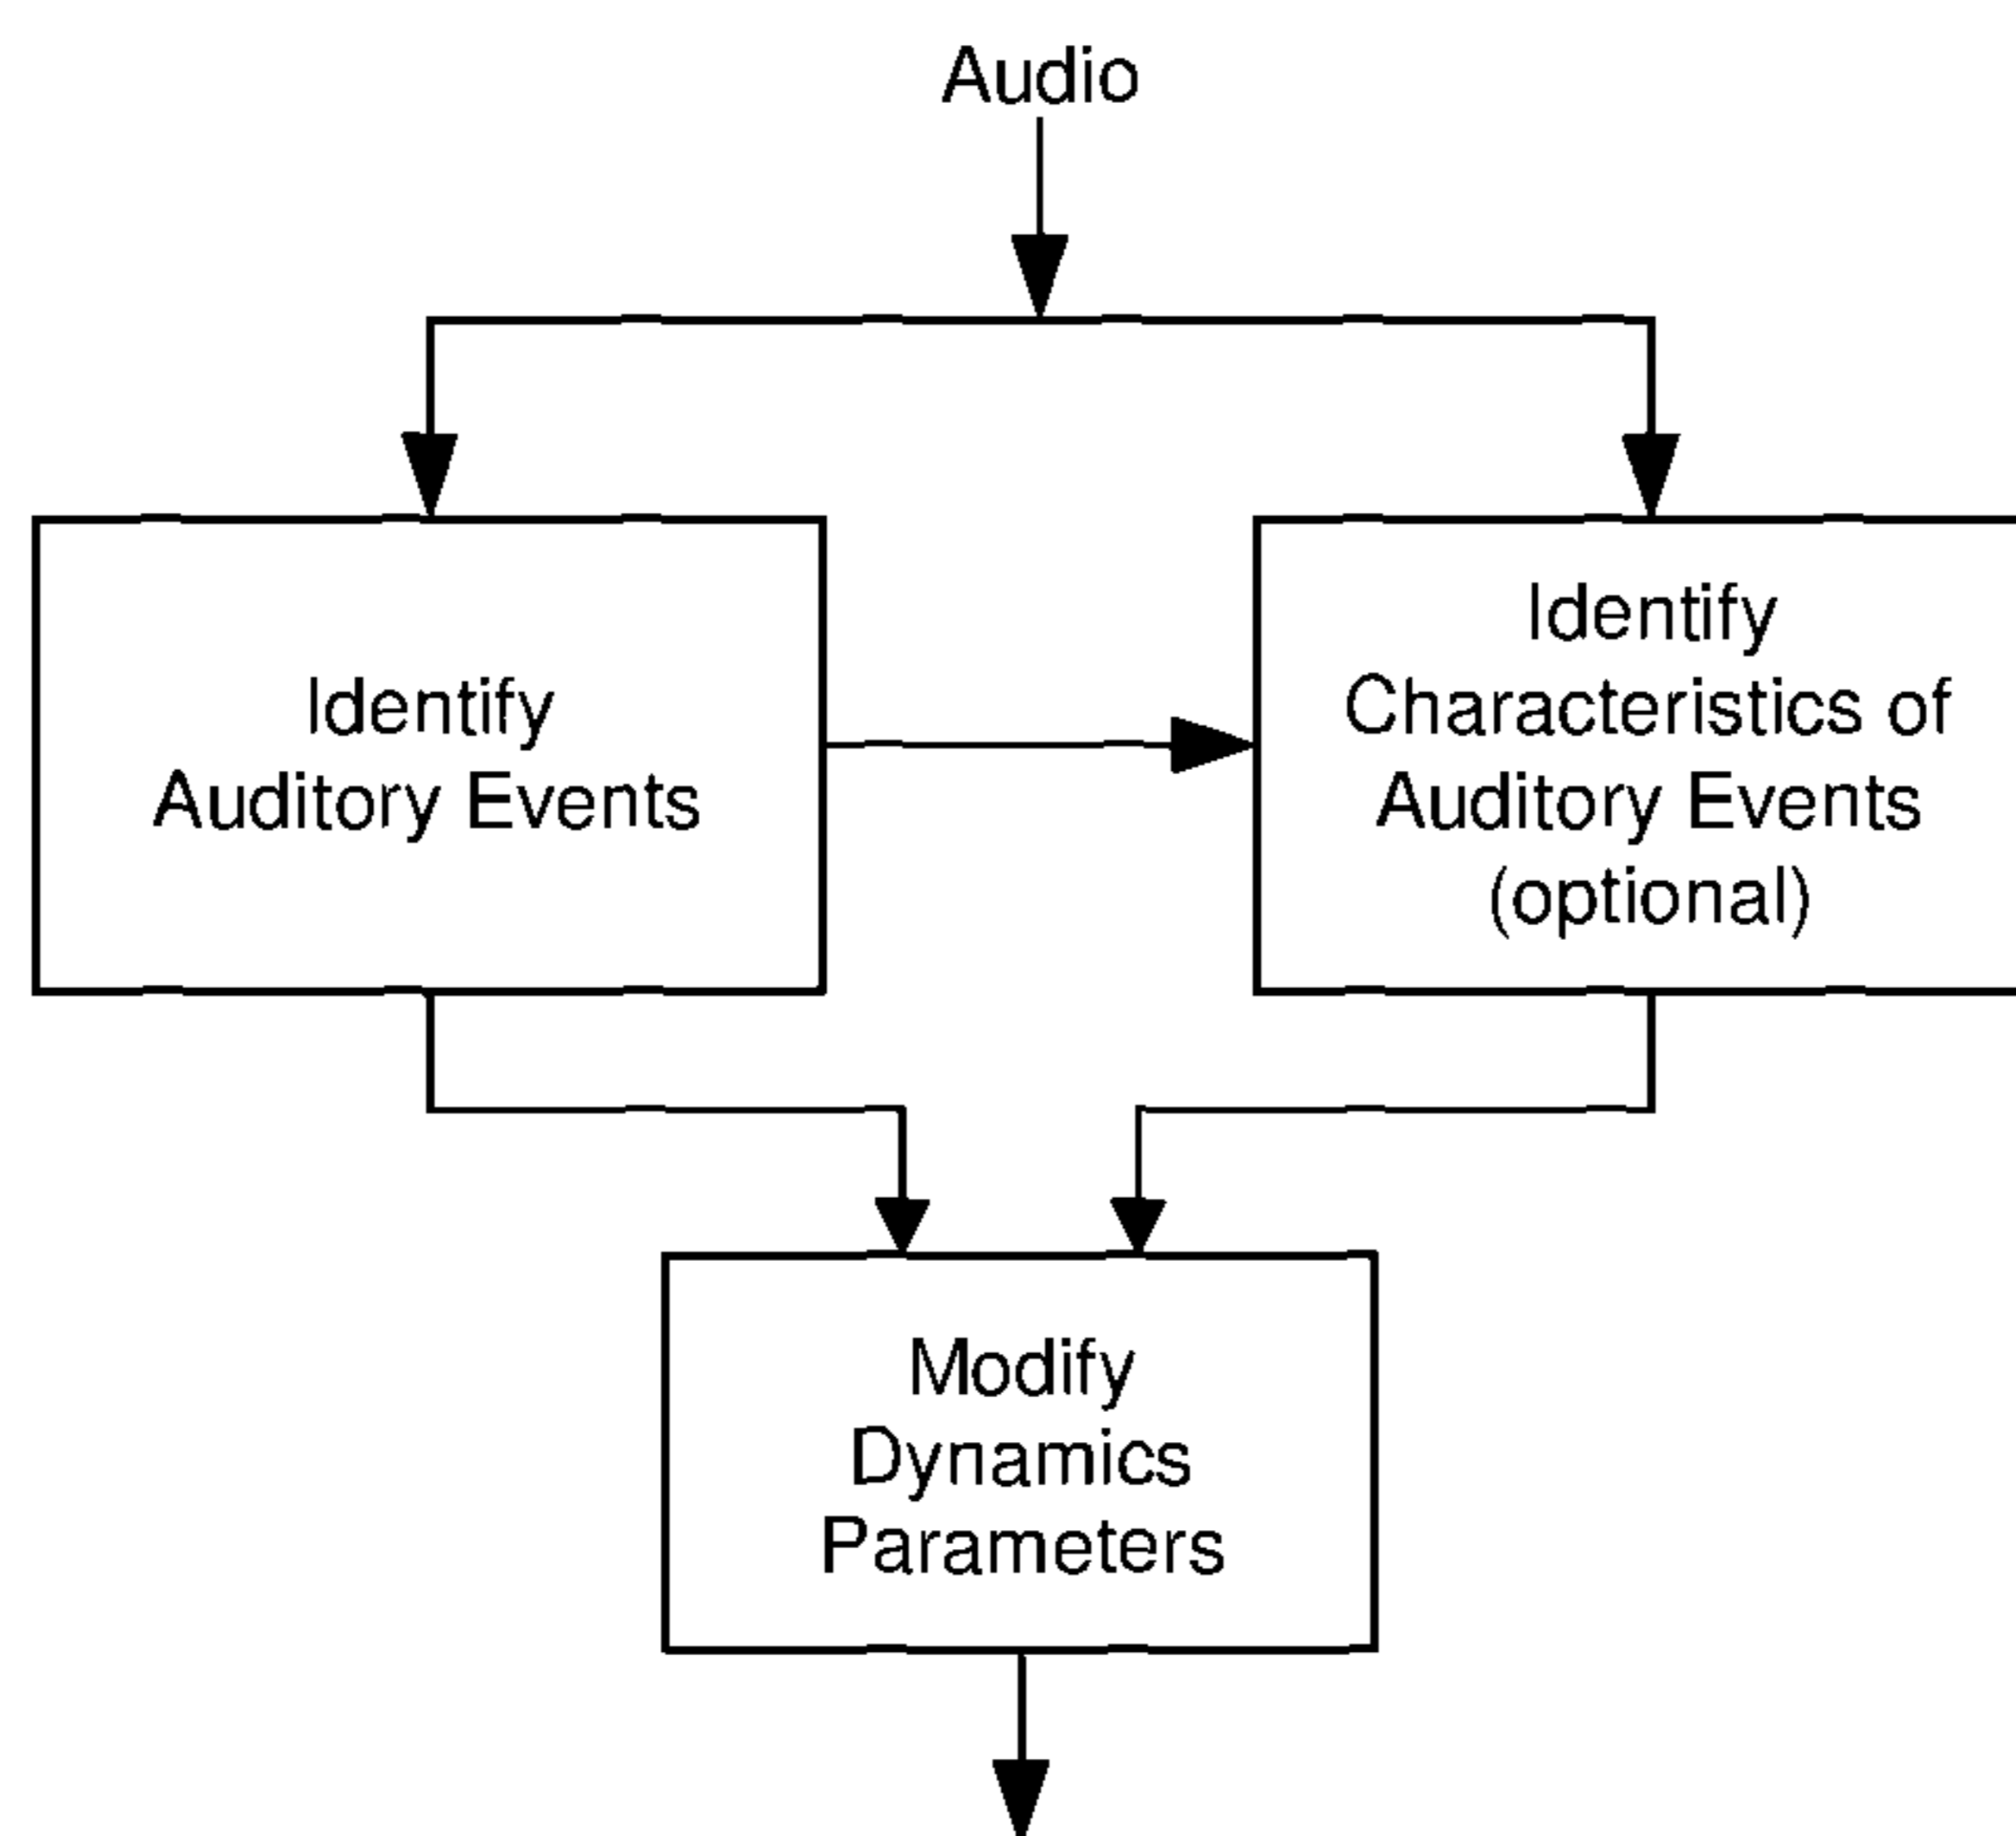 Audio
Identify
Auditory Events
Identify
Characteristics of
Auditory Events
(optional)
Modify
Dynamics
Parameters